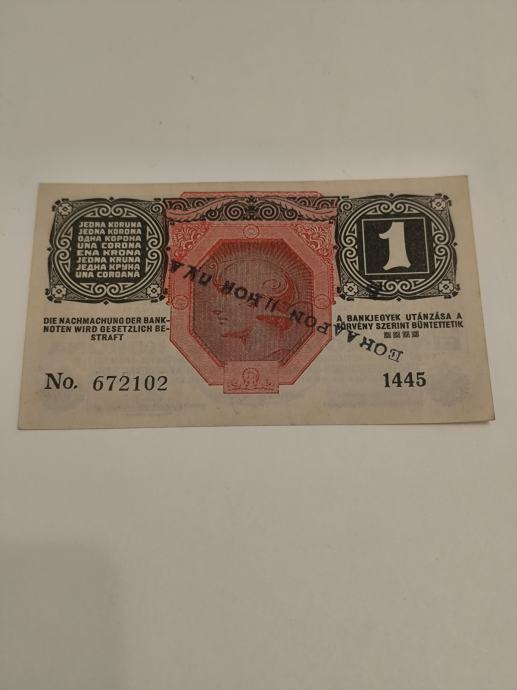 JEDNA KORUNA
JEDNA KORONA
ОДНА КОРОНА
UNA CORONA
ENA KRONA
JEDNA KRUNA
ЈЕДНА КРУНА
UNA COROANA
1
DIE NACHMACHUNG DER BANK-
NOTEN WIRD GESETZLICH BE-
STRAFT
A BANKJEGYEK UTÁNZÁSA A
TÖRVÉNY SZERINT BÜNTETTETIK
No. 672102
1445